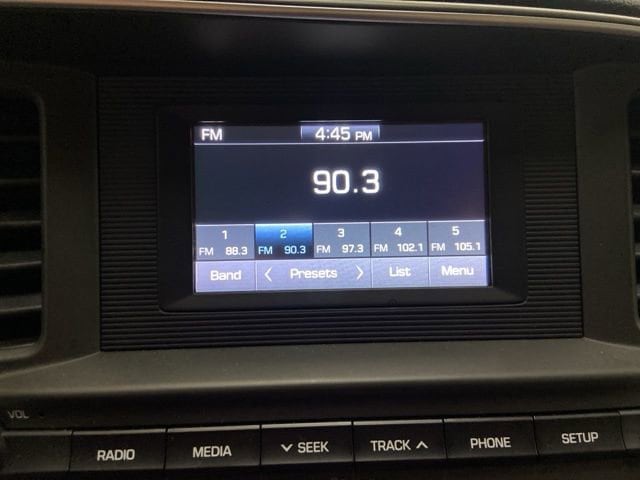 FM 4:45 PM
90.3
1 2 3 4 5
FM 88.3 FM 90.3 FM 97.3 FM 102.1 FM 105.1
Band < Presets > List Menu
VOL
RADIO MEDIA SEEK TRACK PHONE SETUP